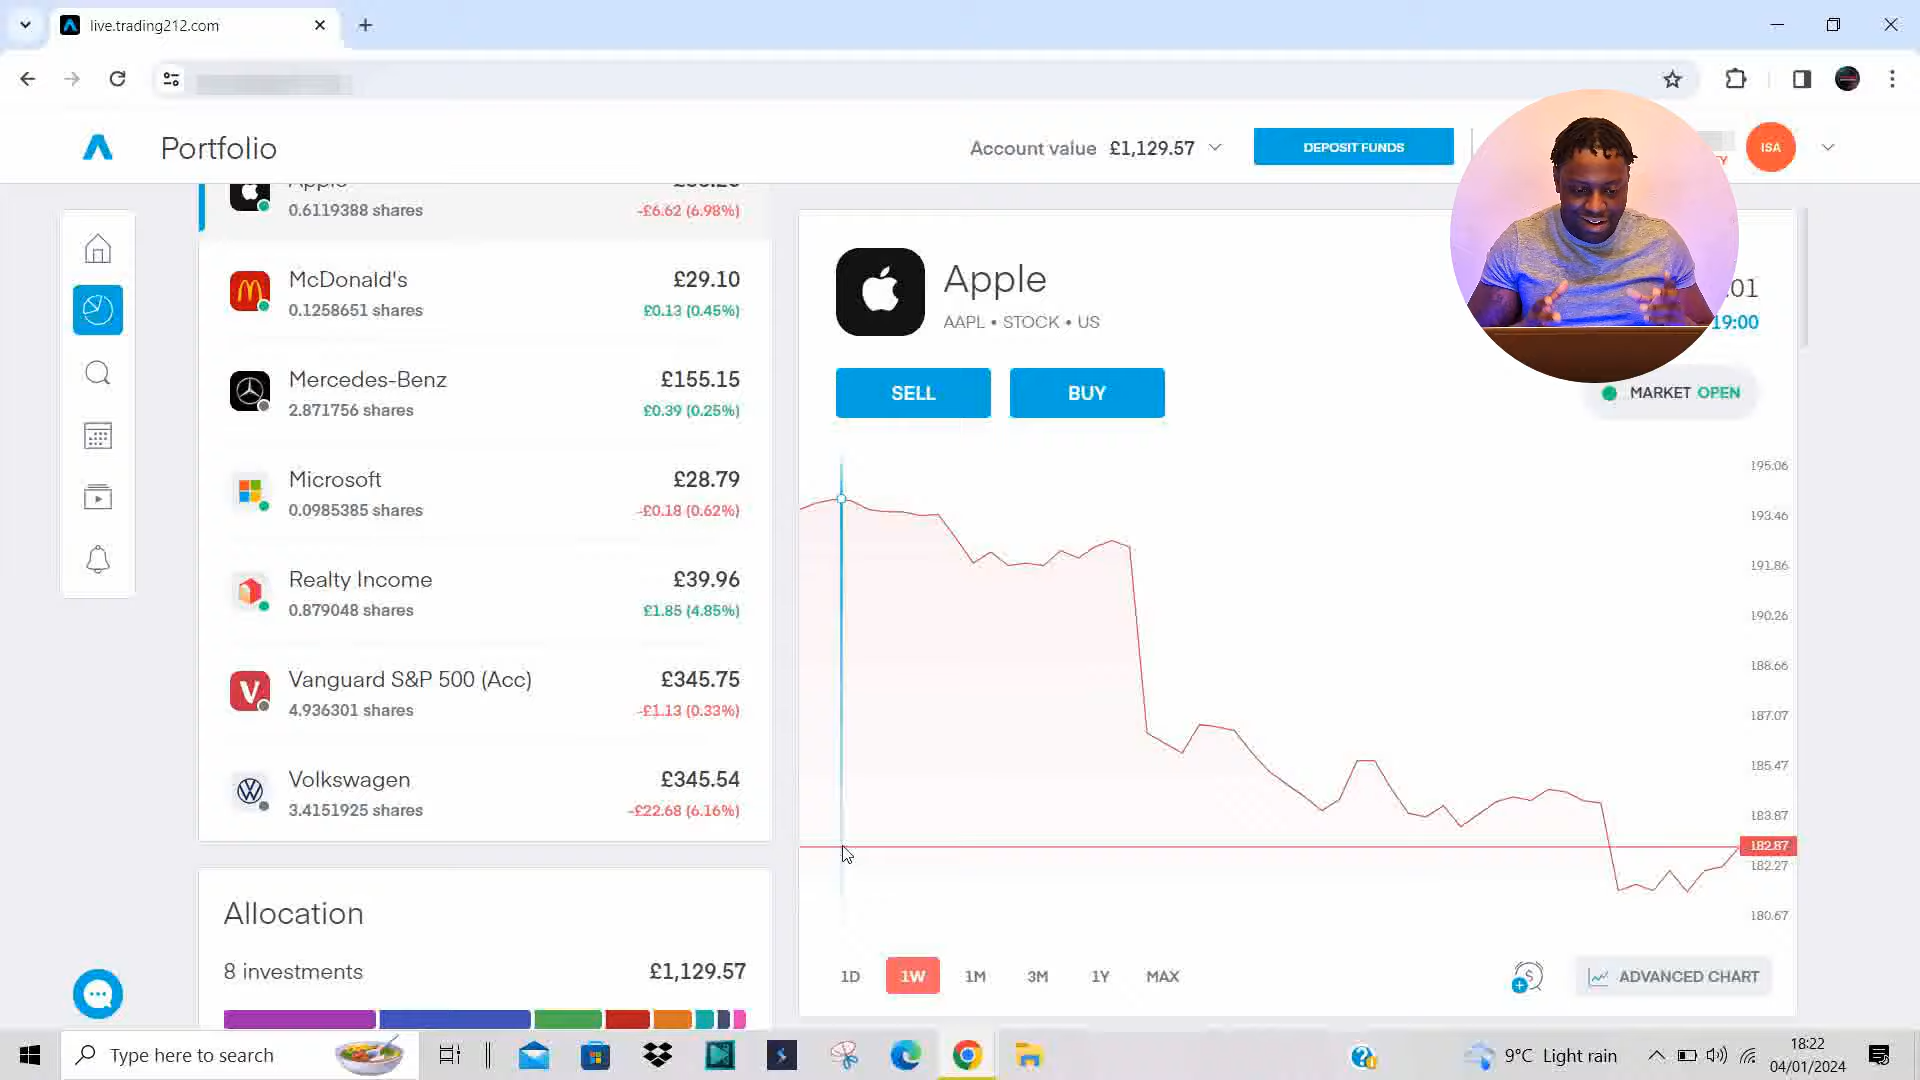 live.trading212.com
Portfolio
Account value £1,129.57
DEPOSIT FUNDS
ISA
Apple
0.6119388 shares
-£6.62 (6.98%)
McDonald's
£29.10
0.1258651 shares
£0.13 (0.45%)
Mercedes-Benz
£155.15
2.871756 shares
£0.39 (0.25%)
Microsoft
£28.79
0.0985385 shares
-£0.18 (0.62%)
Realty Income
£39.96
0.879048 shares
£1.85 (4.85%)
Vanguard S&P 500 (Acc)
£345.75
4.936301 shares
-£1.13 (0.33%)
Volkswagen
£345.54
3.4151925 shares
-£22.68 (6.16%)
Allocation
8 investments
£1,129.57
Apple
AAPL • STOCK • US
19:00
SELL
BUY
MARKET OPEN
195.06
193.46
191.86
190.26
188.66
187.07
185.47
183.87
182.87
182.27
180.67
1D
1W
1M
3M
1Y
MAX
ADVANCED CHART
Type here to search
9°C Light rain
18:22
04/01/2024